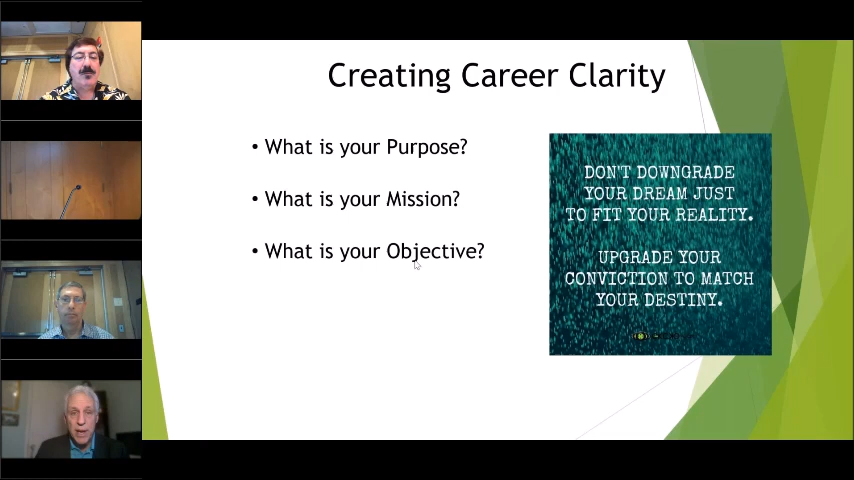 Creating Career Clarity
• What is your Purpose?
• What is your Mission?
• What is your Objective?
DON'T DOWNGRADE
YOUR DREAM JUST
TO FIT YOUR REALITY.
UPGRADE YOUR
CONVICTION TO MATCH
YOUR DESTINY.